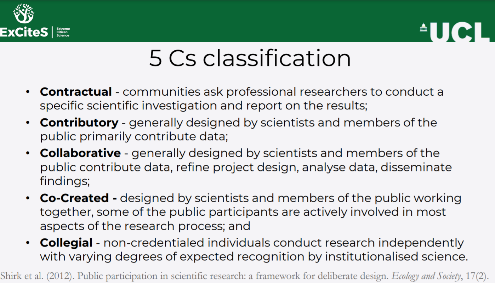 ExCiteS
Extreme
Citizen
Science
UCL
5 Cs classification
• Contractual - communities ask professional researchers to conduct a
specific scientific investigation and report on the results;
• Contributory - generally designed by scientists and members of the
public primarily contribute data;
• Collaborative - generally designed by scientists and members of the
public contribute data, refine project design, analyse data, disseminate
findings;
• Co-Created - designed by scientists and members of the public working
together, some of the public participants are actively involved in most
aspects of the research process; and
• Collegial - non-credentialed individuals conduct research independently
with varying degrees of expected recognition by institutionalised science.
Shirk et al. (2012). Public participation in scientific research: a framework for deliberate design. Ecology and Society, 17(2).